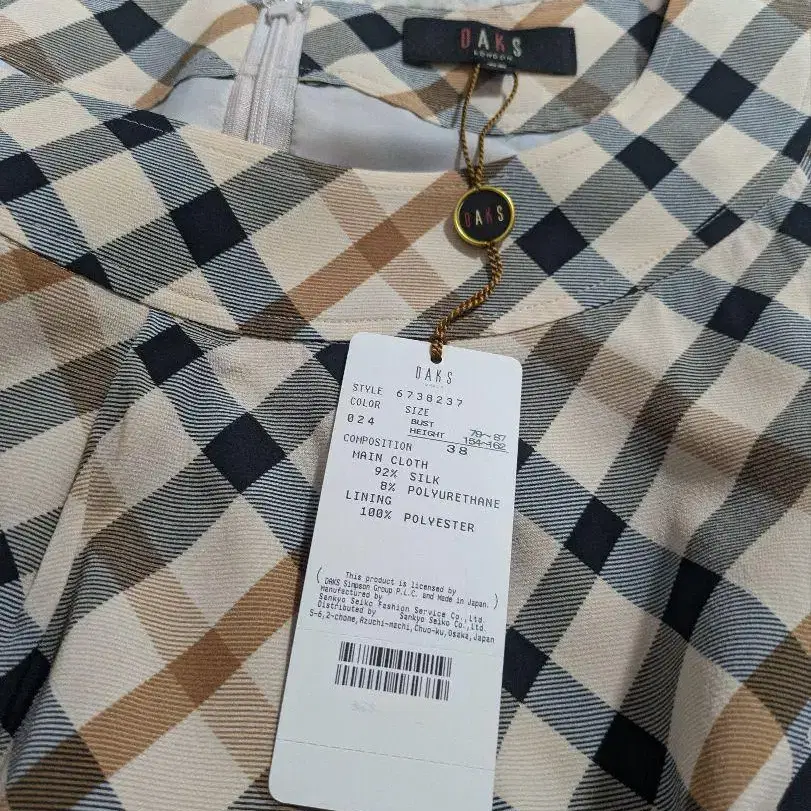 DAKS
LONDON
DAKS
DAKS
STYLE 6738237
COLOR SIZE
024 BUST 79~87
HEIGHT 154~162
38
COMPOSITION
MAIN CLOTH
92% SILK
8% POLYURETHANE
LINING
100% POLYESTER
( This product is licensed by
DAKS Simpson Group P.L.C. and Made in Japan. )
Manufactured by
Sankyo Seiko Fashion Service Co.,Ltd.
Distributed by Sankyo Seiko Co.,Ltd.
5-6,2-chome,Azuchi-machi,Chuo-ku,Osaka,Japan